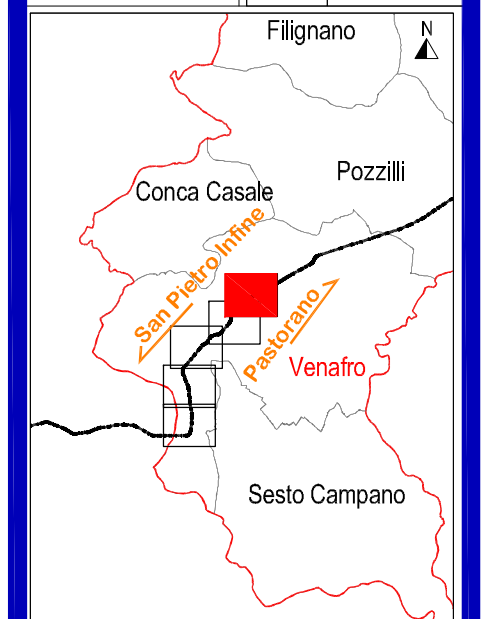 Filignano
N
Pozzilli
Conca Casale
San Pietro Infine
Pastorano
Venafro
Sesto Campano